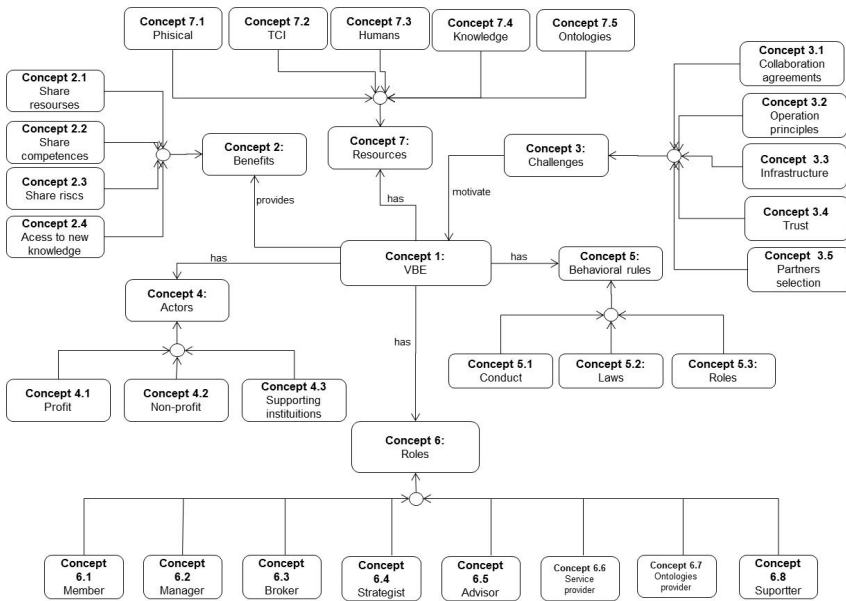 Concept 7.1
Phisical
Concept 7.2
TCI
Concept 7.3
Humans
Concept 7.4
Knowledge
Concept 7.5
Ontologies
Concept 3.1
Collaboration
agreements
Concept 2.1
Share
resourses
Concept 3.2
Operation
principles
Concept 2.2
Share
competences
Concept 2:
Benefits
Concept 7:
Resources
Concept 3:
Challenges
Concept 3.3
Infrastructure
Concept 2.3
Share riscs
motivate
has
provides
Concept 3.4
Trust
Concept 2.4
Acess to new
knowledge
Concept 1:
VBE
has
has
Concept 5:
Behavioral rules
Concept 3.5
Partners
selection
Concept 4:
Actors
has
Concept 4.1
Profit
Concept 4.2
Non-profit
Concept 4.3
Supporting
instituitions
Concept 5.1
Conduct
Concept 5.2:
Laws
Concept 5.3:
Roles
Concept 6:
Roles
Concept
6.1
Member
Concept
6.2
Manager
Concept
6.3
Broker
Concept
6.4
Strategist
Concept
6.5
Advisor
Concept 6.6
Service
provider
Concept 6.7
Ontologies
provider
Concept
6.8
Suportter